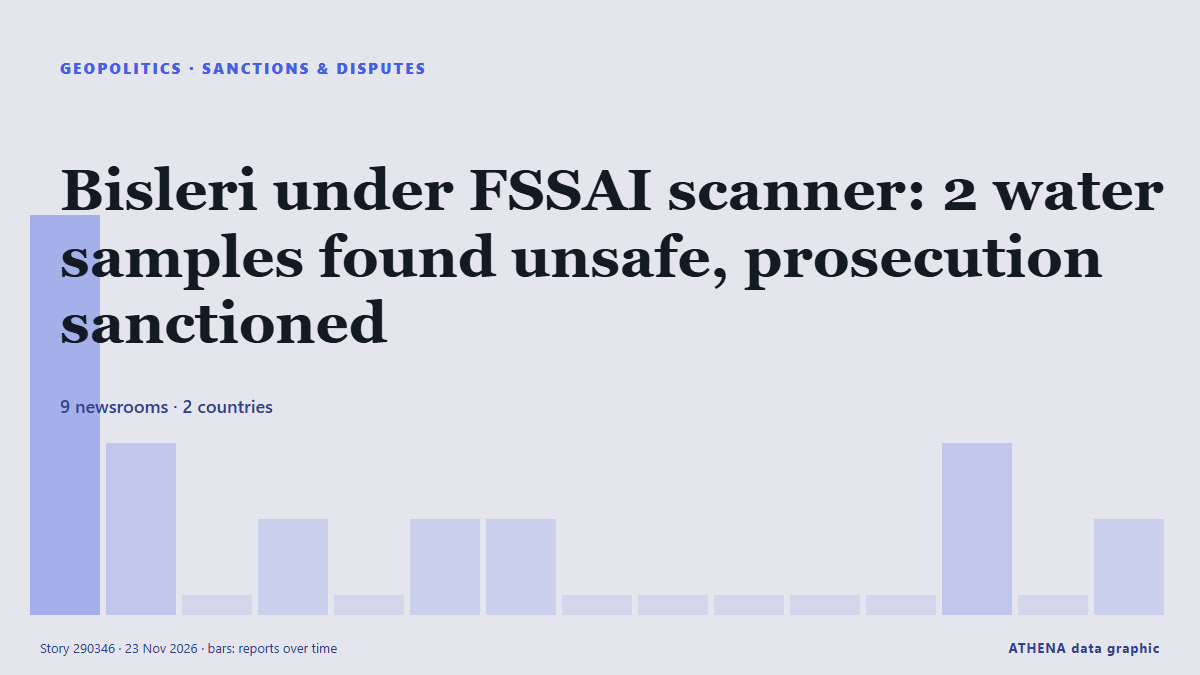 GEOPOLITICS · SANCTIONS & DISPUTES
Bisleri under FSSAI scanner: 2 water
samples found unsafe, prosecution
sanctioned
9 newsrooms · 2 countries
Story 290346 · 23 Nov 2026 · bars: reports over time
ATHENA data graphic